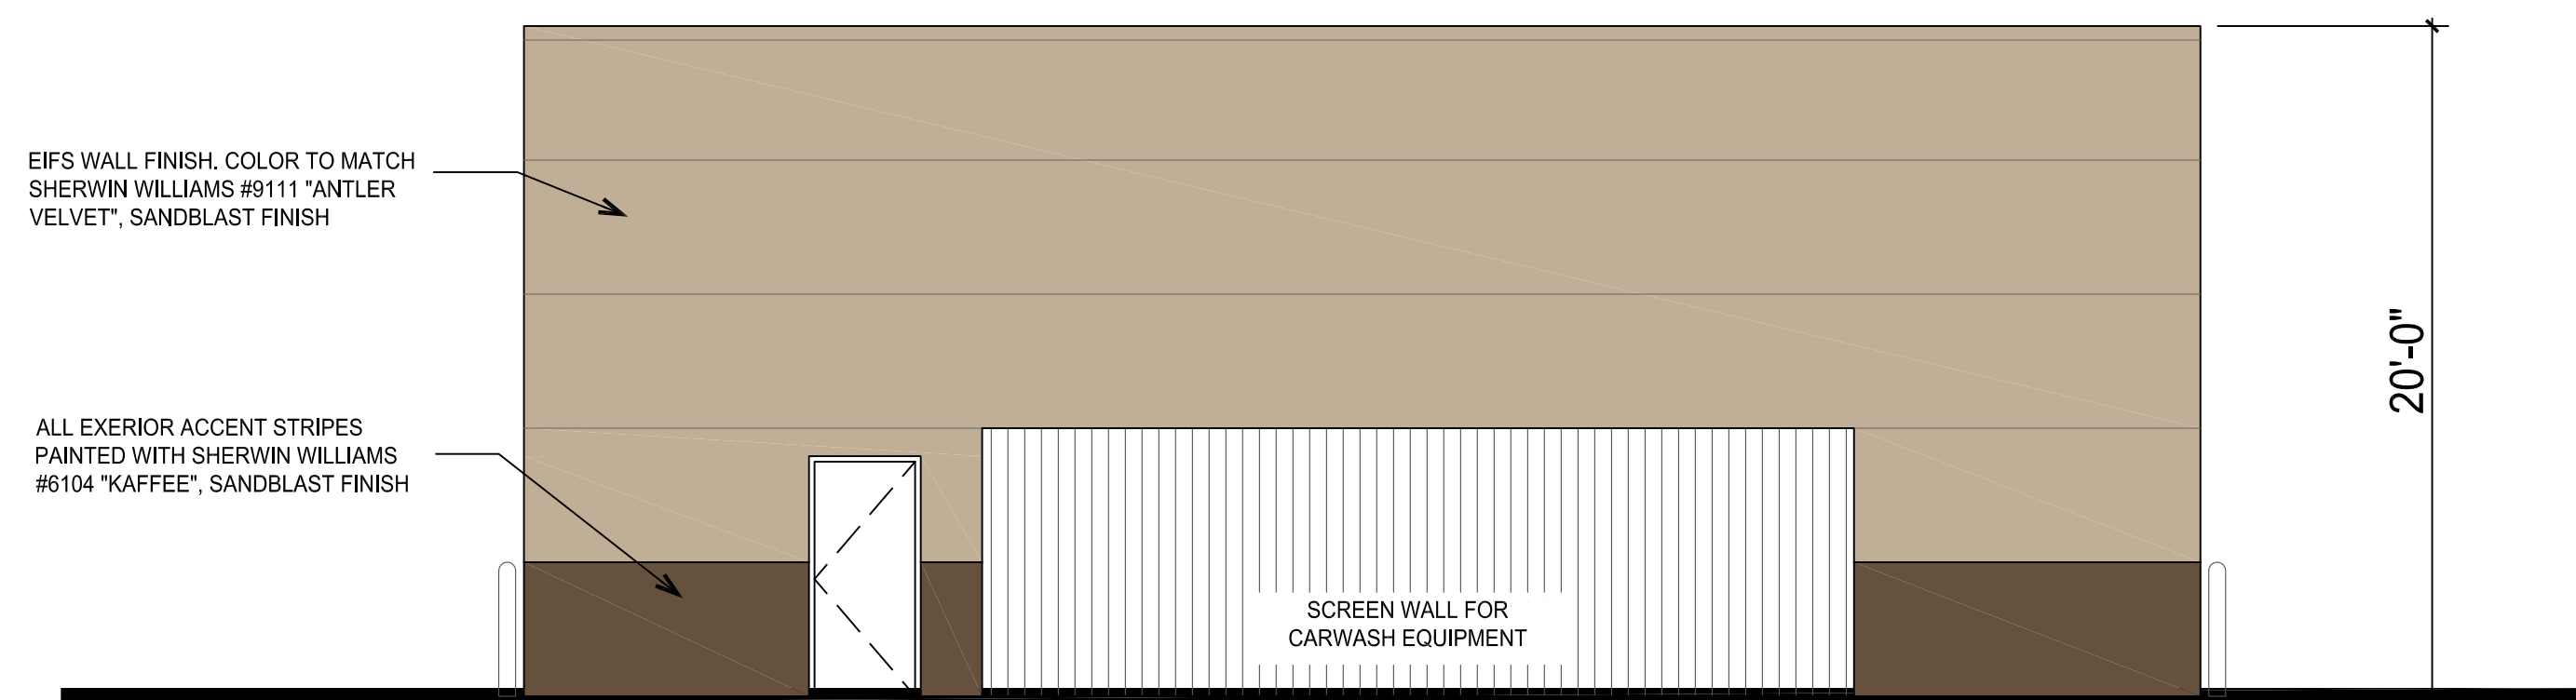 EIFS WALL FINISH. COLOR TO MATCH
SHERWIN WILLIAMS #9111 "ANTLER
VELVET", SANDBLAST FINISH
ALL EXERIOR ACCENT STRIPES
PAINTED WITH SHERWIN WILLIAMS
#6104 "KAFFEE", SANDBLAST FINISH
SCREEN WALL FOR
CARWASH EQUIPMENT
20'-0"